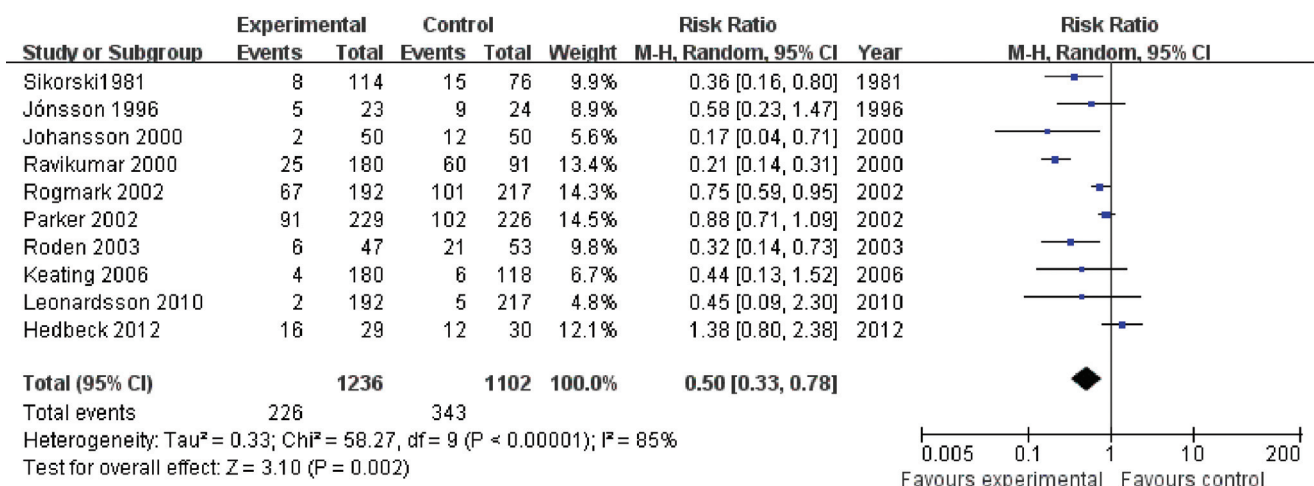 Experimental Control Risk Ratio Risk Ratio
Study or Subgroup Events Total Events Total Weight M-H, Random, 95% CI Year M-H, Random, 95% CI
Sikorski1981 8 114 15 76 9.9% 0.36 [0.16, 0.80] 1981
Jónsson 1996 5 23 9 24 8.9% 0.58 [0.23, 1.47] 1996
Johansson 2000 2 50 12 50 5.6% 0.17 [0.04, 0.71] 2000
Ravikumar 2000 25 180 60 91 13.4% 0.21 [0.14, 0.31] 2000
Rogmark 2002 67 192 101 217 14.3% 0.75 [0.59, 0.95] 2002
Parker 2002 91 229 102 226 14.5% 0.88 [0.71, 1.09] 2002
Roden 2003 6 47 21 53 9.8% 0.32 [0.14, 0.73] 2003
Keating 2006 4 180 6 118 6.7% 0.44 [0.13, 1.52] 2006
Leonardsson 2010 2 192 5 217 4.8% 0.45 [0.09, 2.30] 2010
Hedbeck 2012 16 29 12 30 12.1% 1.38 [0.80, 2.38] 2012
Total (95% CI) 1236 1102 100.0% 0.50 [0.33, 0.78]
Total events 226 343
Heterogeneity: Tau² = 0.33; Chi² = 58.27, df = 9 (P < 0.00001); I² = 85%
Test for overall effect: Z = 3.10 (P = 0.002)
0.005 0.1 1 10 200
Favours experimental Favours control